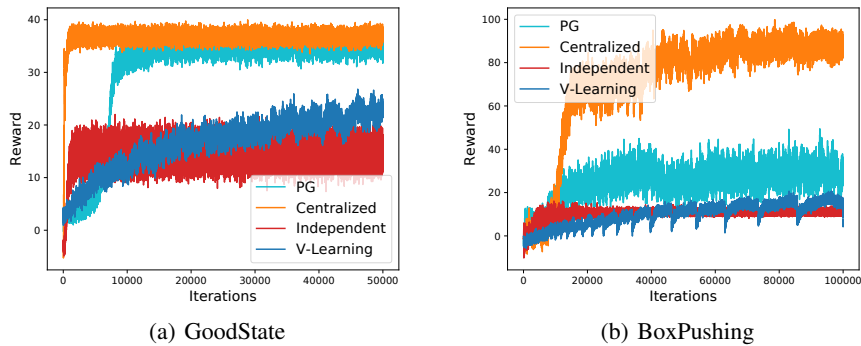 40
30
20
10
0
Reward
PG
Centralized
Independent
V-Learning
0 10000 20000 30000 40000 50000
Iterations
(a) GoodState
100
80
60
40
20
0
Reward
PG
Centralized
Independent
V-Learning
0 20000 40000 60000 80000 100000
Iterations
(b) BoxPushing